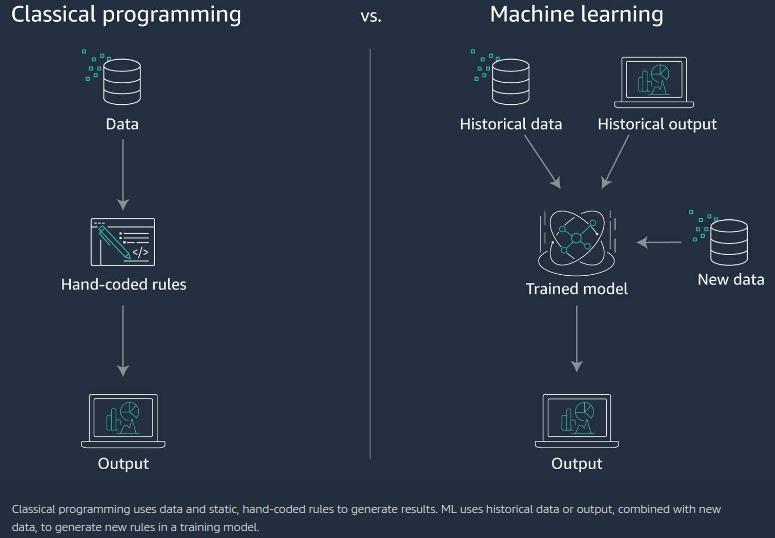 Classical programming
vs.
Machine learning
Data
Hand-coded rules
</>
Output
Historical data
Historical output
Trained model
New data
Output
Classical programming uses data and static, hand-coded rules to generate results. ML uses historical data or output, combined with new
data, to generate new rules in a training model.